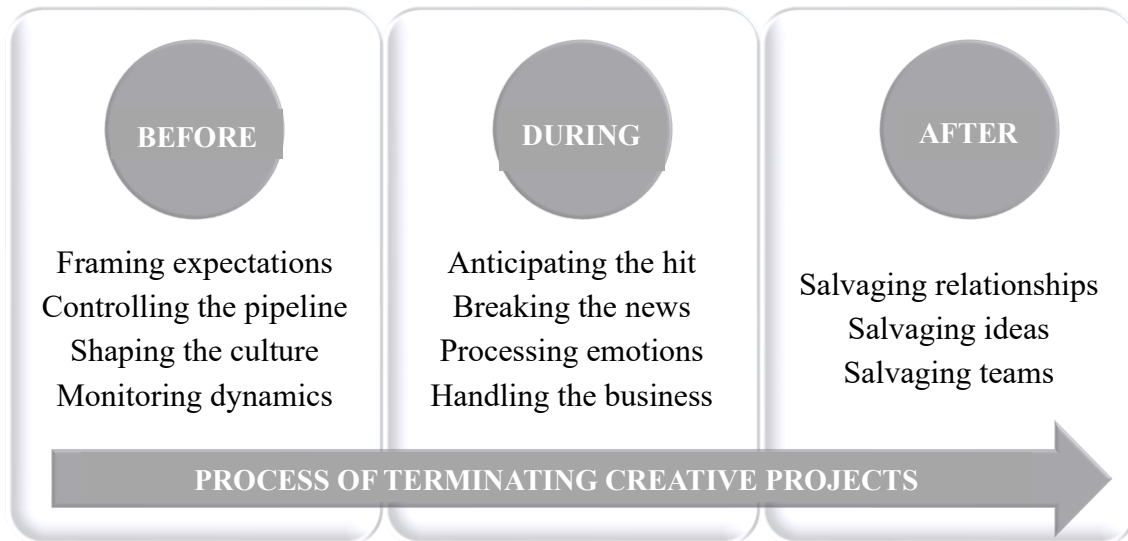 BEFORE
Framing expectations
Controlling the pipeline
Shaping the culture
Monitoring dynamics
DURING
Anticipating the hit
Breaking the news
Processing emotions
Handling the business
AFTER
Salvaging relationships
Salvaging ideas
Salvaging teams
PROCESS OF TERMINATING CREATIVE PROJECTS